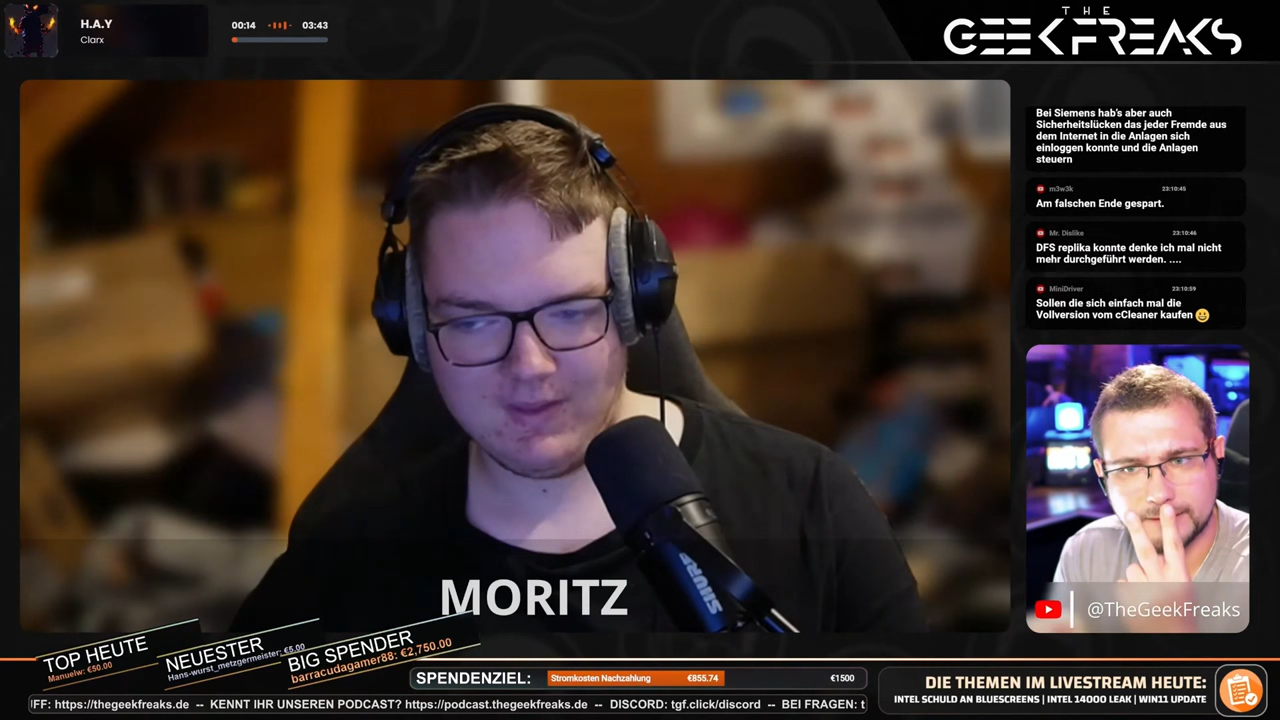 H.A.Y
Clarx
00:14
03:43
THE
GEEKFREAKS
Bei Siemens hab's aber auch
Sicherheitslücken das jeder Fremde aus
dem Internet in die Anlagen sich
einloggen konnte und die Anlagen
steuern
m3w3k 23:10:45
Am falschen Ende gespart.
Mr. Dislike 23:10:46
DFS replika konnte denke ich mal nicht
mehr durchgeführt werden. ....
MiniDriver 23:10:59
Sollen die sich einfach mal die
Vollversion vom cCleaner kaufen 😀
SHURE
MORITZ
@TheGeekFreaks
TOP HEUTE
Manuelw: €50.00
NEUESTER
Hans-wurst_metzgermeister: €5.00
BIG SPENDER
barracudagamer88: €2,750.00
SPENDENZIEL:
Stromkosten Nachzahlung €855.74
€1500
DIE THEMEN IM LIVESTREAM HEUTE:
INTEL SCHULD AN BLUESCREENS | INTEL 14000 LEAK | WIN11 UPDATE
IFF: https://thegeekfreaks.de -- KENNT IHR UNSEREN PODCAST? https://podcast.thegeekfreaks.de -- DISCORD: tgf.click/discord -- BEI FRAGEN: t